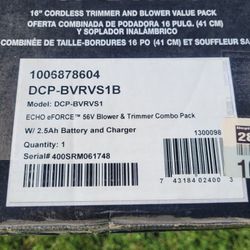 16" CORDLESS TRIMMER AND BLOWER VALUE PACK
OFERTA COMBINADA DE PODADORA 16 PULG. (41 CM)
Y SOPLADOR INALÁMBRICO
COMBINÉE DE TAILLE-BORDURES 16 PO (41 CM) ET SOUFFLEUR SA
1006878604
DCP-BVRVS1B
Model: DCP-BVRVS1
ECHO eFORCE™ 56V Blower & Trimmer Combo Pack
W/ 2.5Ah Battery and Charger
Quantity: 1
1300098
Serial# 400SRM061748
7 43184 02400 3